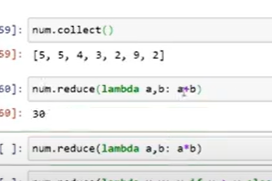 59]: num.collect()
59]: [5, 5, 4, 3, 2, 9, 2]
60]: num.reduce(lambda a,b: a+b)
60]: 30
[ ]: num.reduce(lambda a,b: a*b)